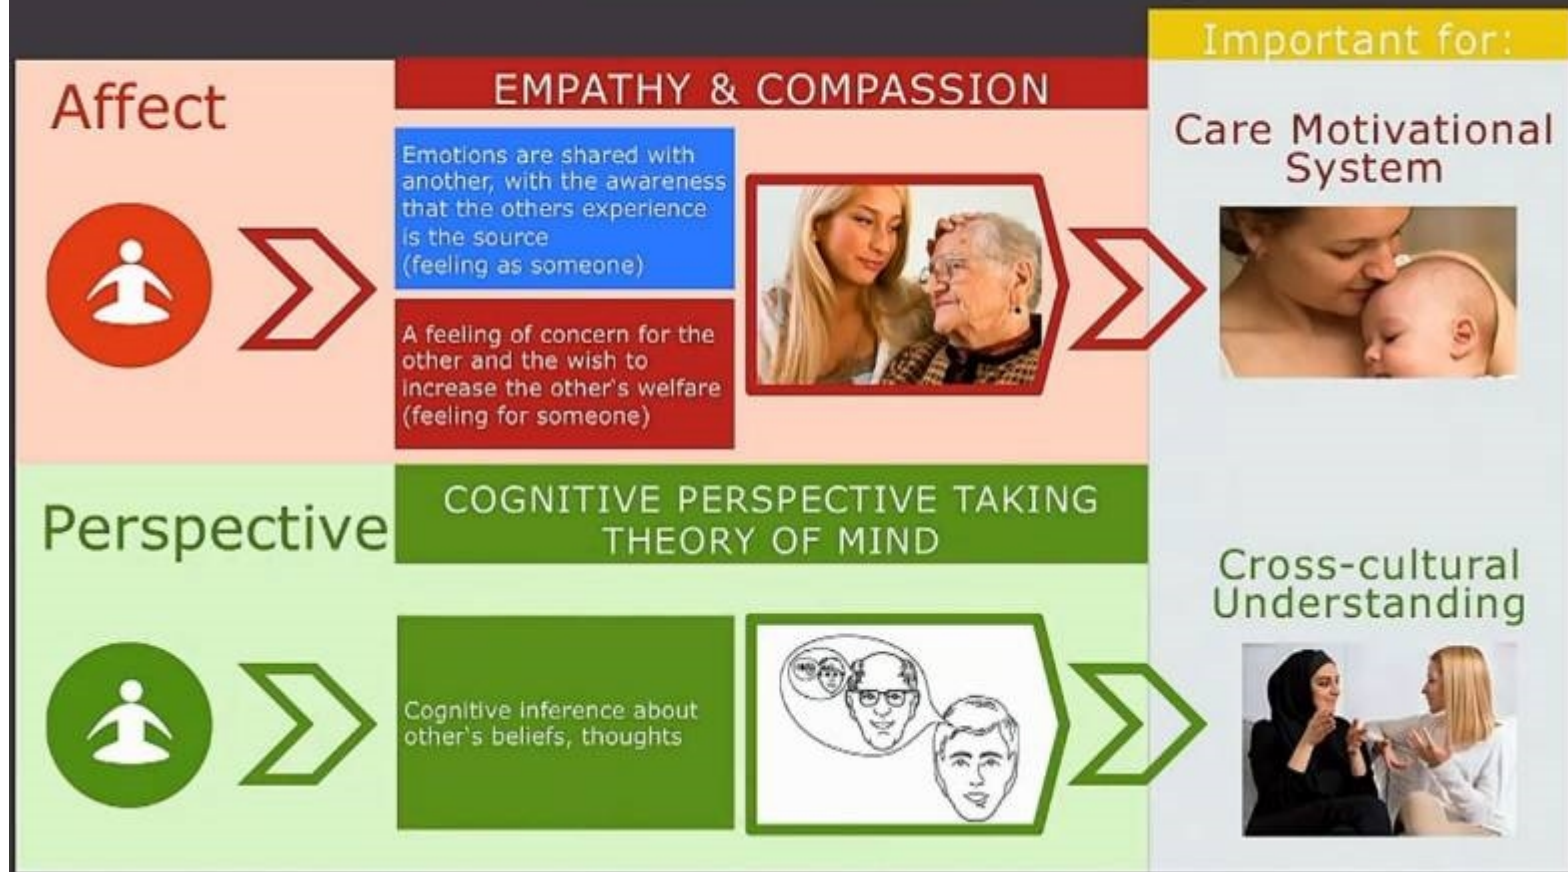 Important for:
Affect
EMPATHY & COMPASSION
Emotions are shared with
another, with the awareness
that the others experience
is the source
(feeling as someone)
A feeling of concern for the
other and the wish to
increase the other's welfare
(feeling for someone)
Care Motivational
System
Perspective
COGNITIVE PERSPECTIVE TAKING
THEORY OF MIND
Cognitive inference about
other's beliefs, thoughts
Cross-cultural
Understanding